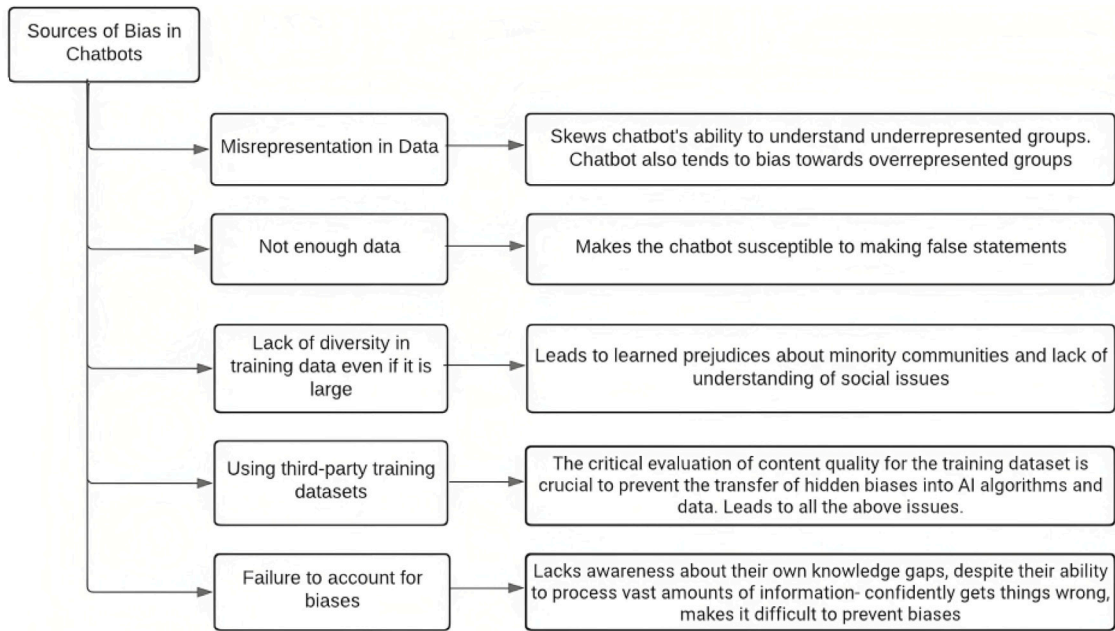 Sources of Bias in
Chatbots
Misrepresentation in Data
Skews chatbot's ability to understand underrepresented groups.
Chatbot also tends to bias towards overrepresented groups
Not enough data
Makes the chatbot susceptible to making false statements
Lack of diversity in
training data even if it is
large
Leads to learned prejudices about minority communities and lack of
understanding of social issues
Using third-party training
datasets
The critical evaluation of content quality for the training dataset is
crucial to prevent the transfer of hidden biases into AI algorithms and
data. Leads to all the above issues.
Failure to account for
biases
Lacks awareness about their own knowledge gaps, despite their ability
to process vast amounts of information- confidently gets things wrong,
makes it difficult to prevent biases